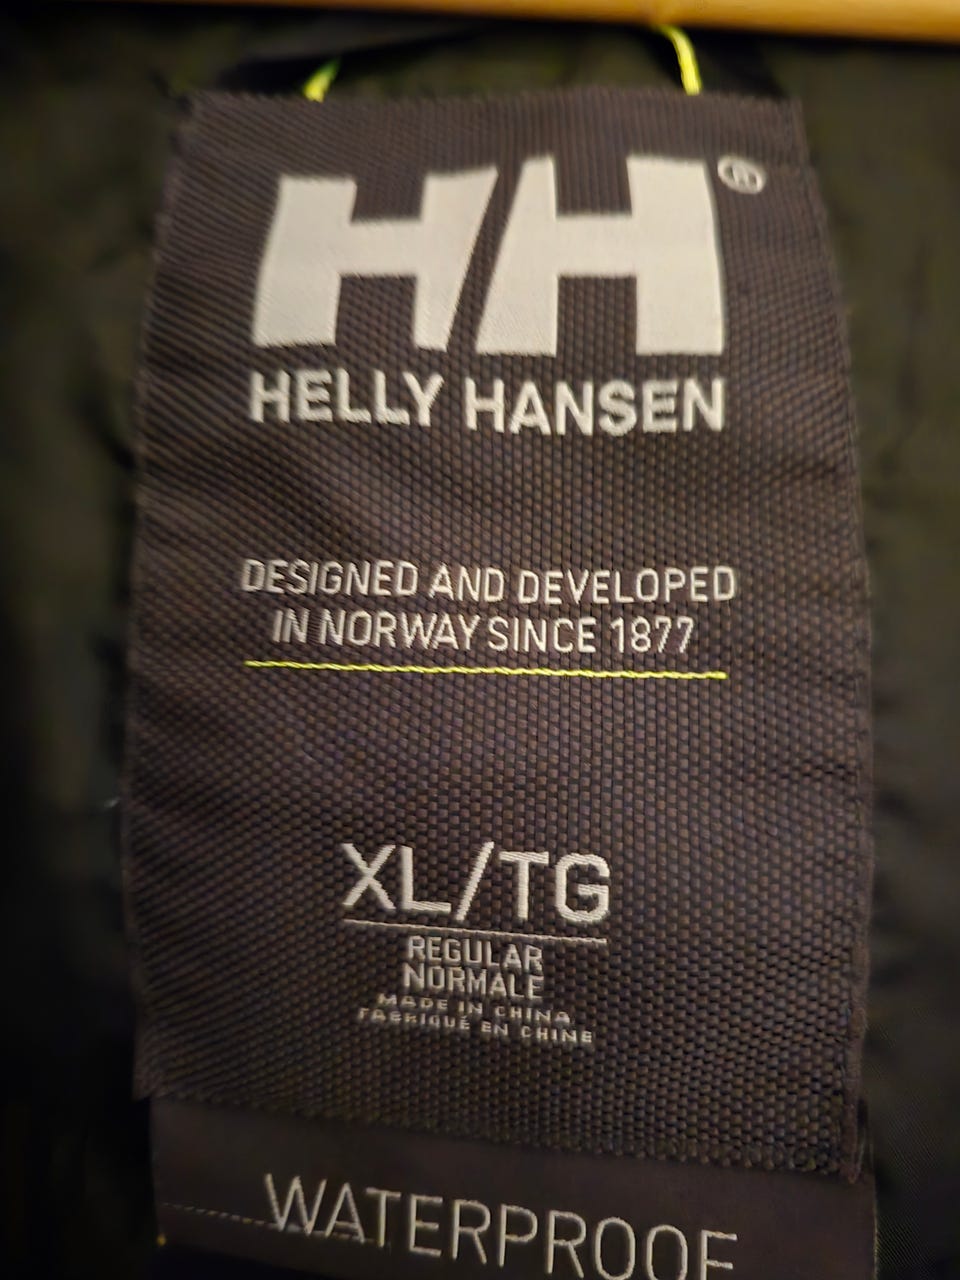 HH®
HELLY HANSEN
DESIGNED AND DEVELOPED
IN NORWAY SINCE 1877
XL/TG
REGULAR
NORMALE
MADE IN CHINA
FABRIQUÉ EN CHINE
WATERPROOF